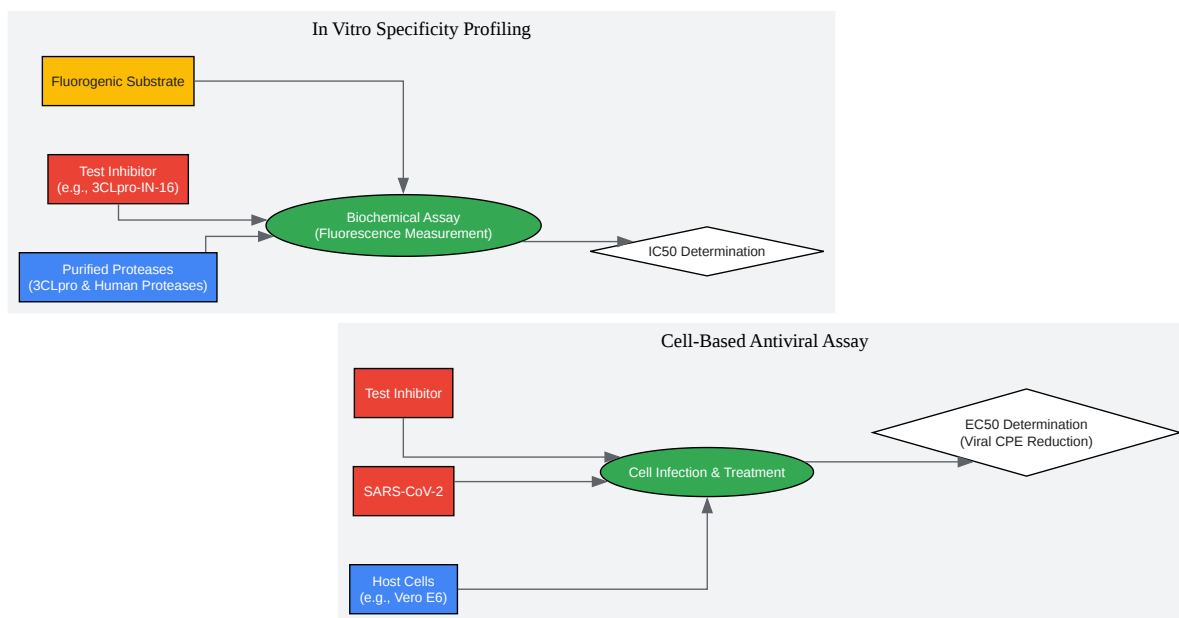 In Vitro Specificity Profiling
Fluorogenic Substrate
Test Inhibitor
(e.g., 3CLpro-IN-16)
Purified Proteases
(3CLpro & Human Proteases)
Biochemical Assay
(Fluorescence Measurement)
IC50 Determination
Cell-Based Antiviral Assay
Test Inhibitor
SARS-CoV-2
Host Cells
(e.g., Vero E6)
Cell Infection & Treatment
EC50 Determination
(Viral CPE Reduction)